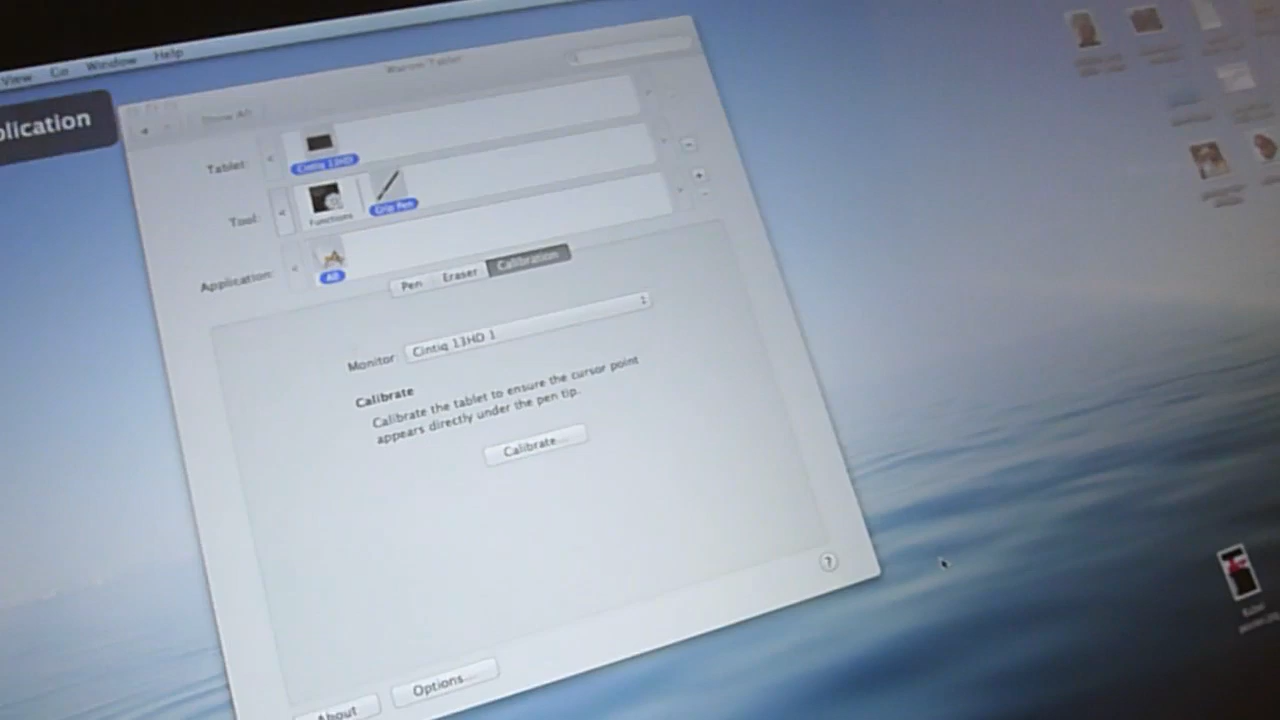 View Go Window Help
plication
Wacom Tablet
Show All
Tablet:
Cintiq 13HD
Tool:
Functions
Grip Pen
Application:
All
Pen Eraser Calibration
Monitor:
Cintiq 13HD 1
Calibrate
Calibrate the tablet to ensure the cursor point
appears directly under the pen tip.
Calibrate...
?
Options...
About